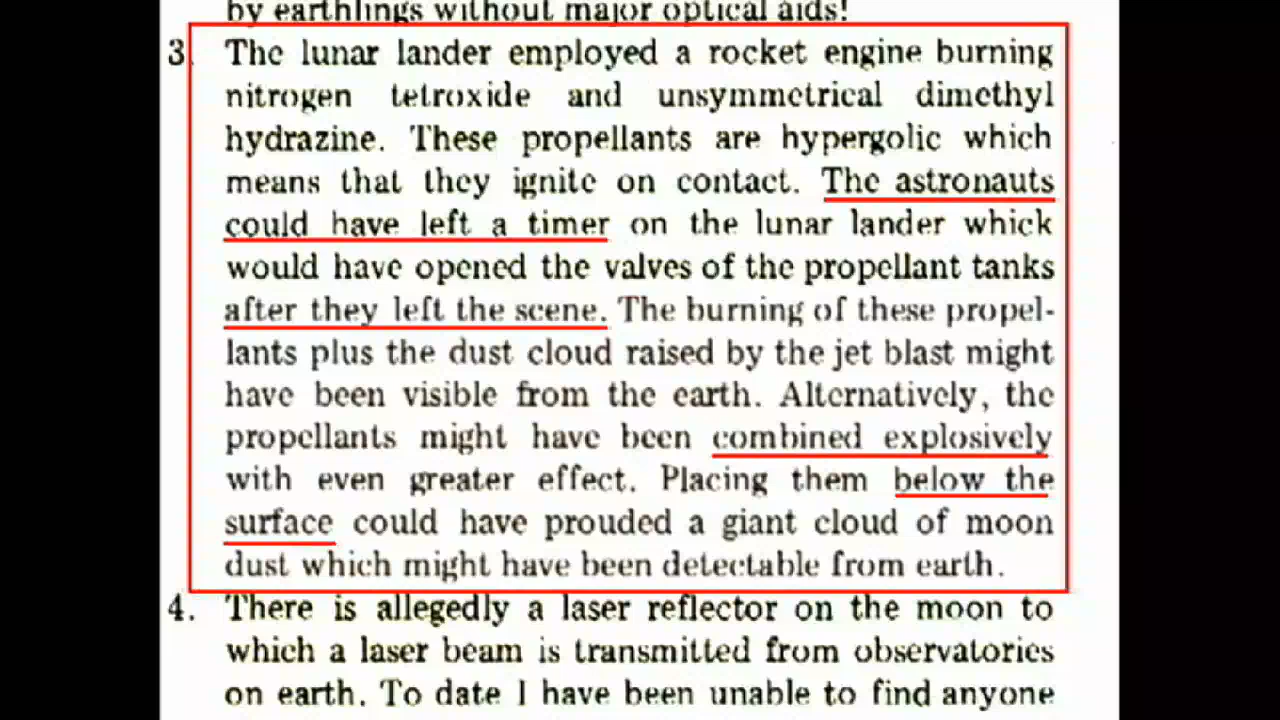 by earthlings without major optical aids!
3. The lunar lander employed a rocket engine burning
nitrogen tetroxide and unsymmetrical dimethyl
hydrazine. These propellants are hypergolic which
means that they ignite on contact. The astronauts
could have left a timer on the lunar lander whick
would have opened the valves of the propellant tanks
after they left the scene. The burning of these propel-
lants plus the dust cloud raised by the jet blast might
have been visible from the earth. Alternatively, the
propellants might have been combined explosively
with even greater effect. Placing them below the
surface could have prouded a giant cloud of moon
dust which might have been detectable from earth.
4. There is allegedly a laser reflector on the moon to
which a laser beam is transmitted from observatories
on earth. To date I have been unable to find anyone